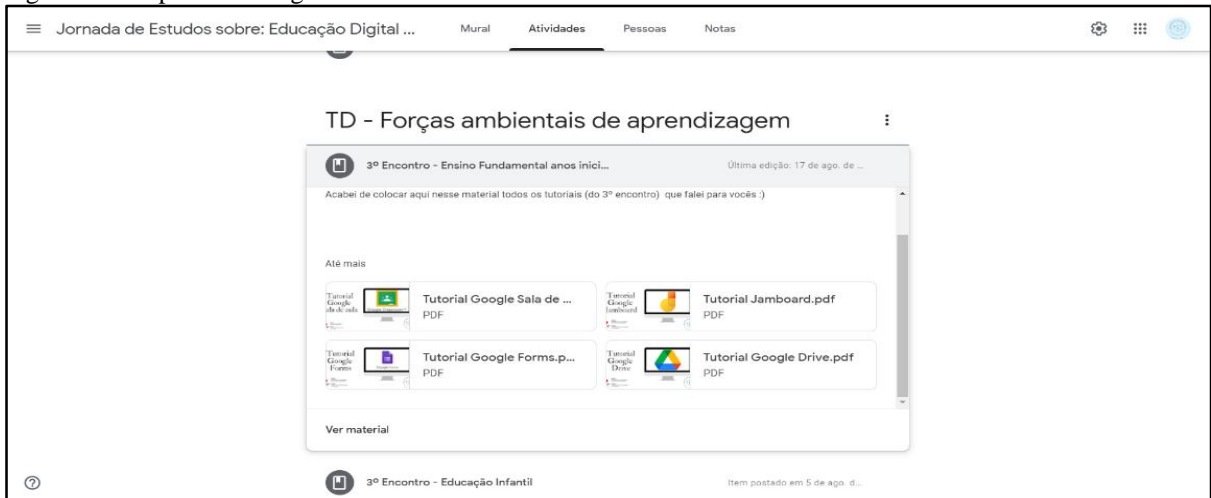 Jornada de Estudos sobre: Educação Digital ... Mural Atividades Pessoas Notas
TD - Forças ambientais de aprendizagem
3º Encontro - Ensino Fundamental anos inici... Última edição: 17 de ago. de ...
Acabei de colocar aqui nesse material todos os tutoriais (do 3º encontro) que falei para vocês :)
Até mais
Tutorial Google Sala de ...
PDF
Tutorial Jamboard.pdf
PDF
Tutorial Google Forms.p...
PDF
Tutorial Google Drive.pdf
PDF
Ver material
3º Encontro - Educação Infantil Item postado em 5 de ago. d...